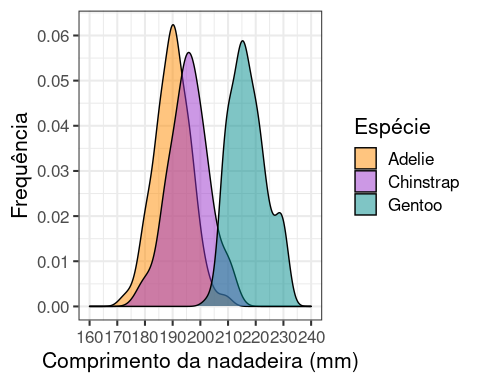 0.06
0.05
0.04
0.03
0.02
0.01
0.00
Frequência
160 170 180 190 200 210 220 230 240
Comprimento da nadadeira (mm)
Espécie
Adelie
Chinstrap
Gentoo